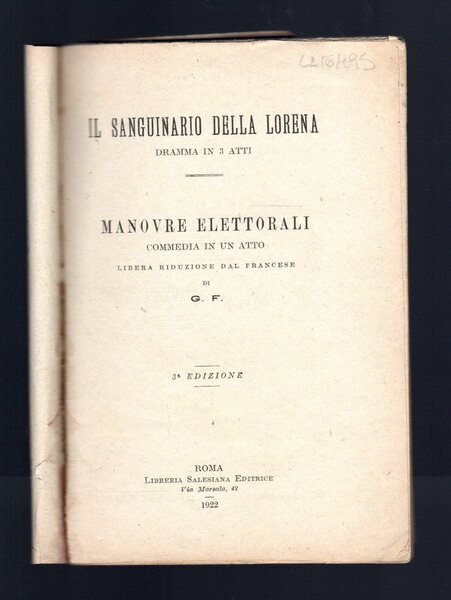 IL SANGUINARIO DELLA LORENA
DRAMMA IN 3 ATTI
MANOVRE ELETTORALI
COMMEDIA IN UN ATTO
LIBERA RIDUZIONE DAL FRANCESE
DI
G. F.
3ª EDIZIONE
ROMA
LIBRERIA SALESIANA EDITRICE
Via Marsala, 42
1922